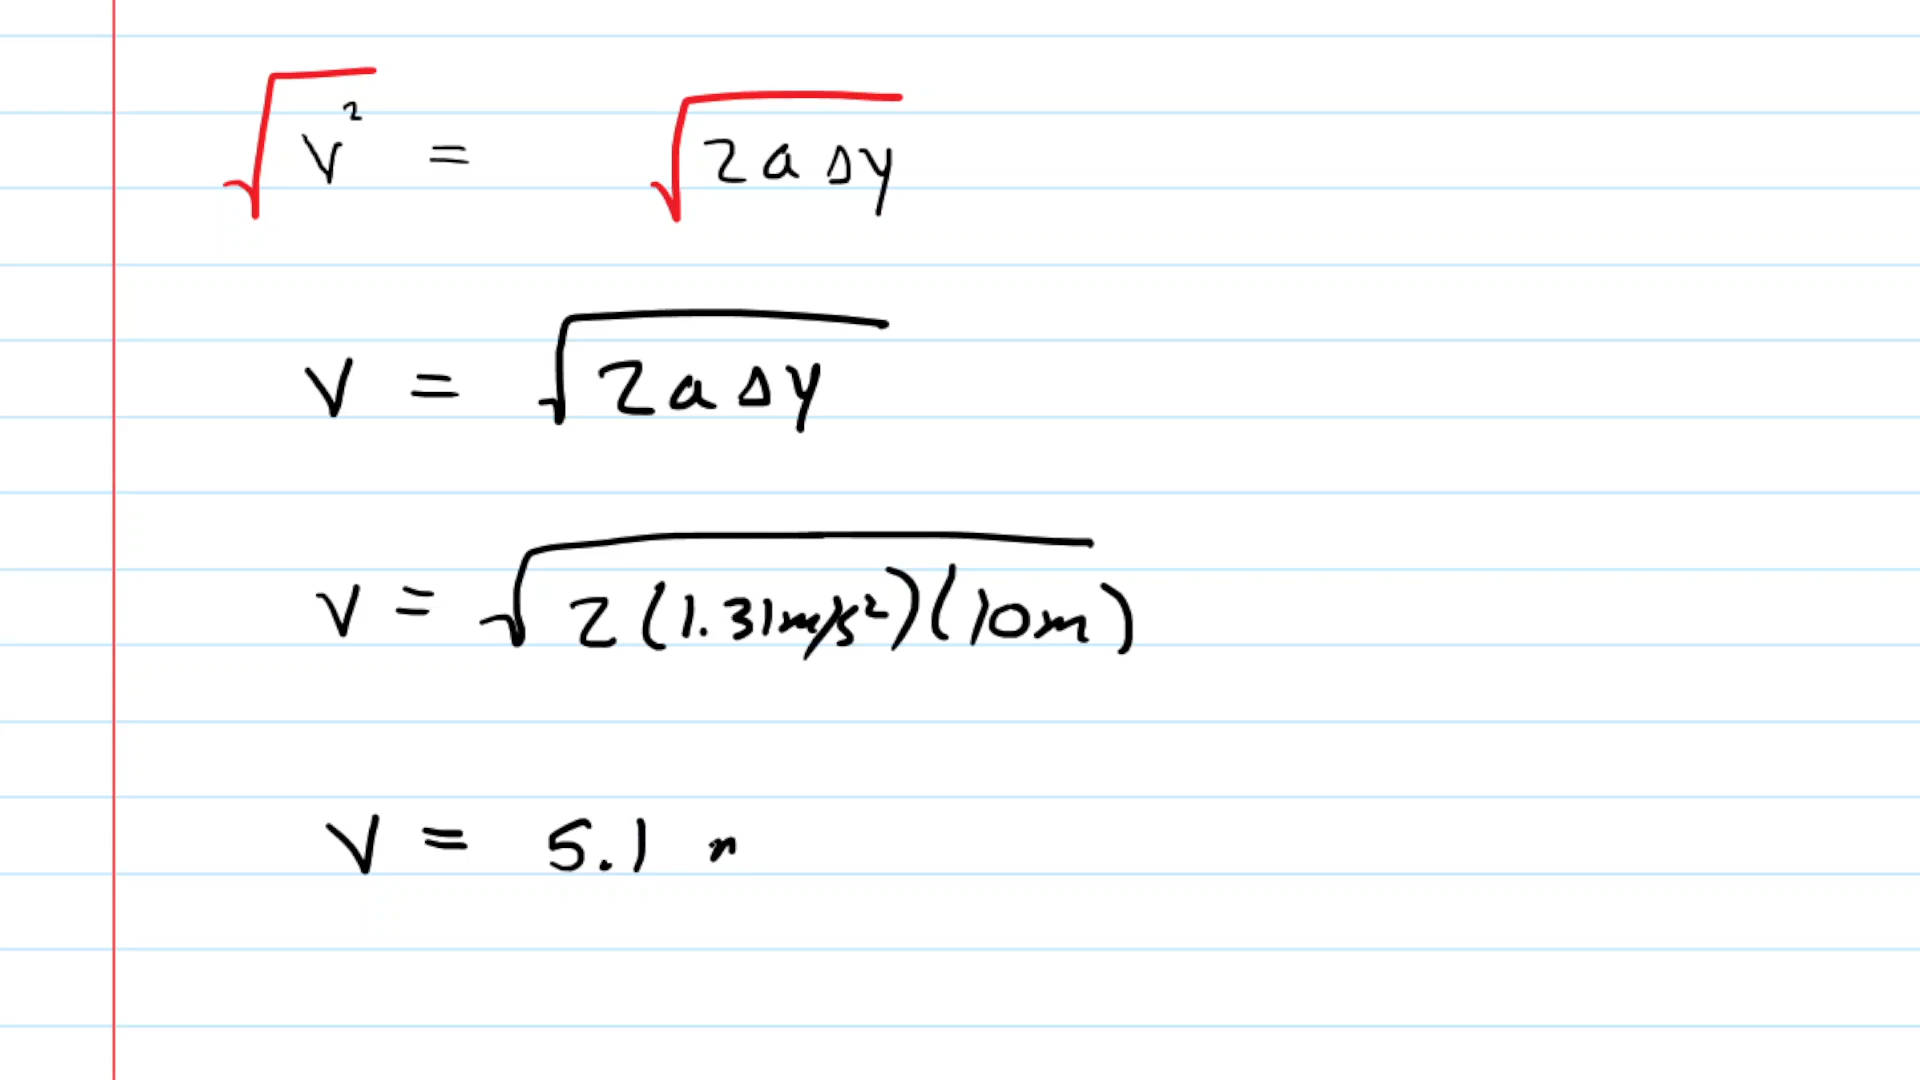 √v² = √2aΔy
v = √2aΔy
v = √2(1.31m/s²)(10m)
v = 5.1 m